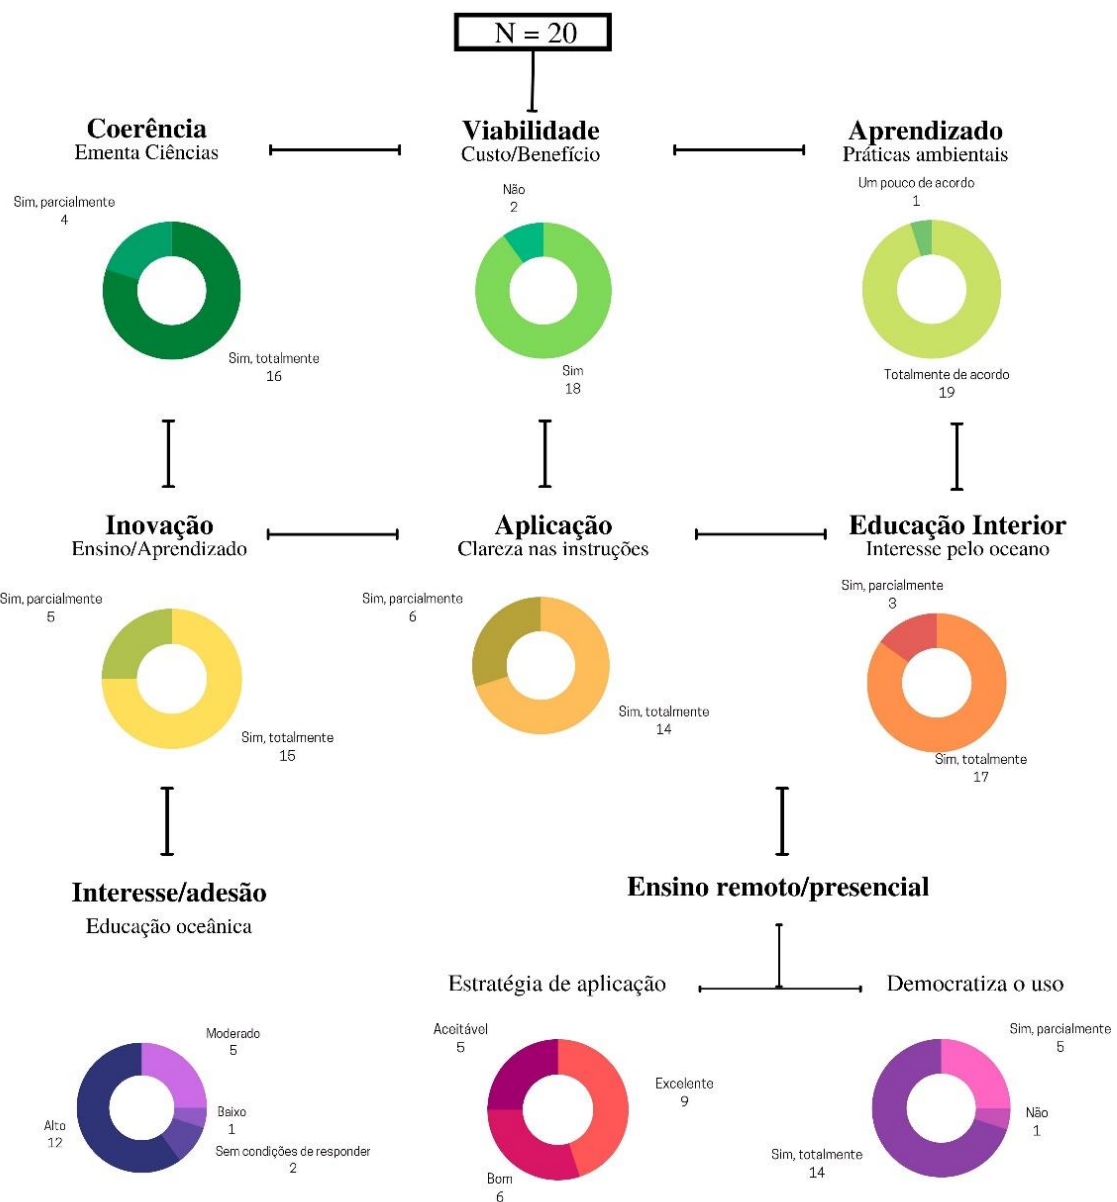 N = 20
Coerência
Ementa Ciências
Viabilidade
Custo/Benefício
Aprendizado
Práticas ambientais
Sim, parcialmente
4
Sim, totalmente
16
Não
2
Sim
18
Um pouco de acordo
1
Totalmente de acordo
19
Inovação
Ensino/Aprendizado
Aplicação
Clareza nas instruções
Educação Interior
Interesse pelo oceano
Sim, parcialmente
5
Sim, totalmente
15
Sim, parcialmente
6
Sim, totalmente
14
Sim, parcialmente
3
Sim, totalmente
17
Interesse/adesão
Educação oceânica
Ensino remoto/presencial
Estratégia de aplicação
Democratiza o uso
Moderado
5
Baixo
1
Sem condições de responder
2
Alto
12
Aceitável
5
Excelente
9
Bom
6
Sim, parcialmente
5
Não
1
Sim, totalmente
14